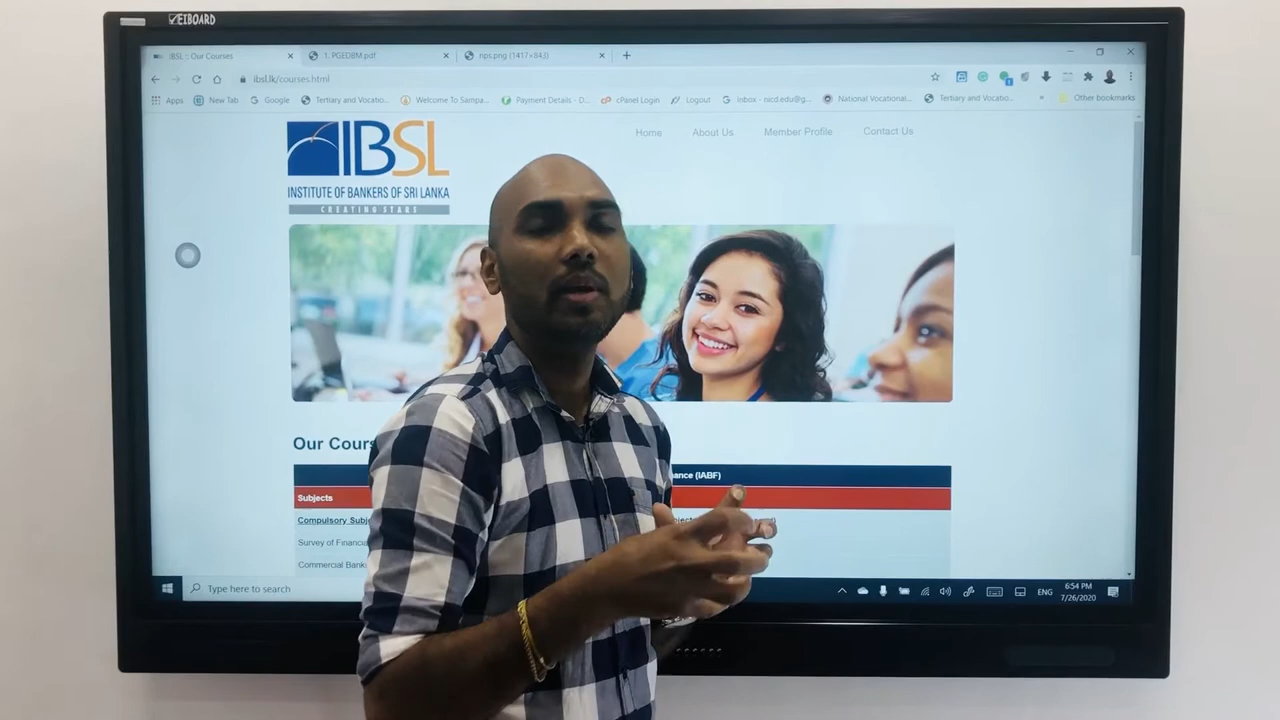 EIBOARD
IBSL :: Our Courses
1. PGEDBM.pdf
nps.png (1417×843)
ibsl.lk/courses.html
Apps
New Tab
Google
Tertiary and Vocatio...
Welcome To Sampa...
Payment Details - D...
cPanel Login
Logout
Inbox - nicd.edu@g...
National Vocational...
Tertiary and Vocatio...
»
Other bookmarks
IBSL
INSTITUTE OF BANKERS OF SRI LANKA
CREATING STARS
Home
About Us
Member Profile
Contact Us
Our Cours
nance (IABF)
Subjects
Compulsory Subje
Survey of Financia
Commercial Bank
Type here to search
ENG
6:54 PM
7/26/2020